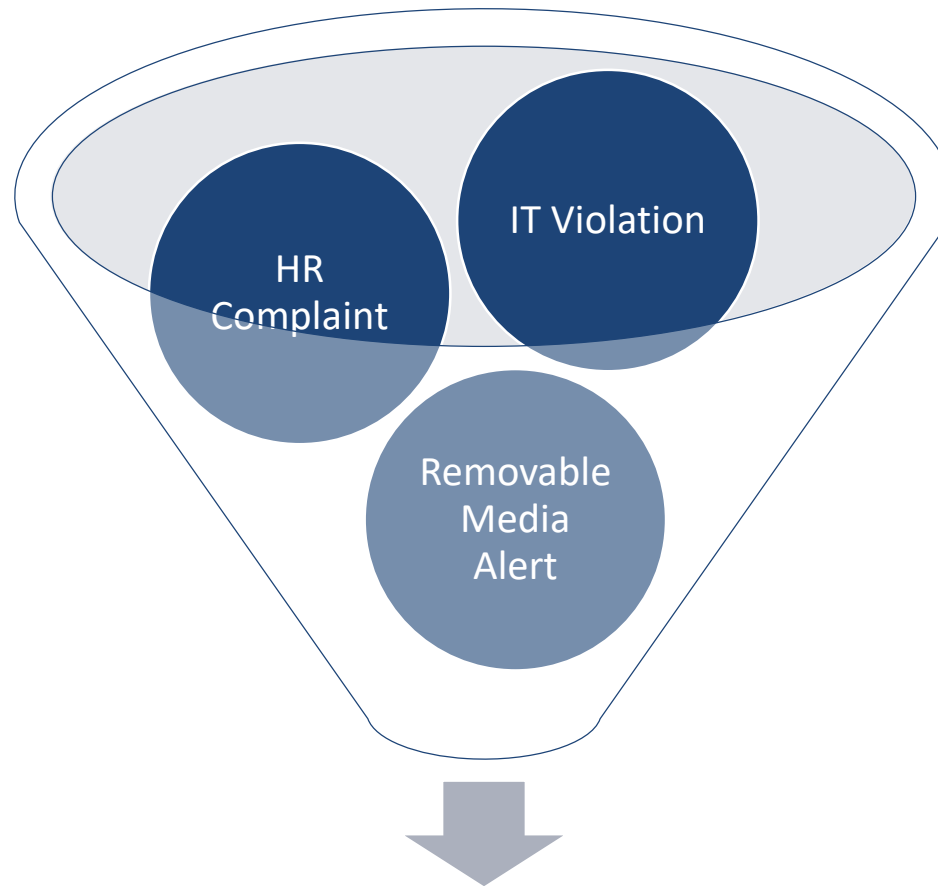 IT Violation
HR
Complaint
Removable
Media
Alert